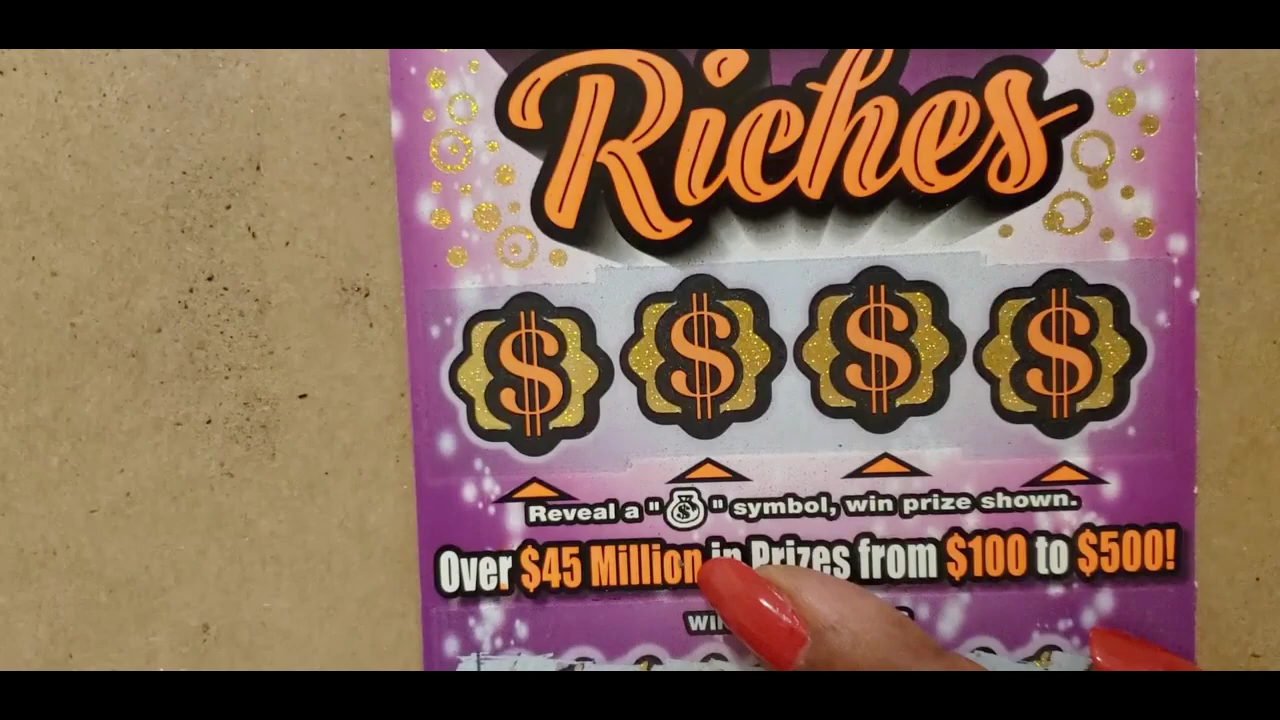 Riches
$ $ $ $
Reveal a "$" symbol, win prize shown.
Over $45 Million in Prizes from $100 to $500!